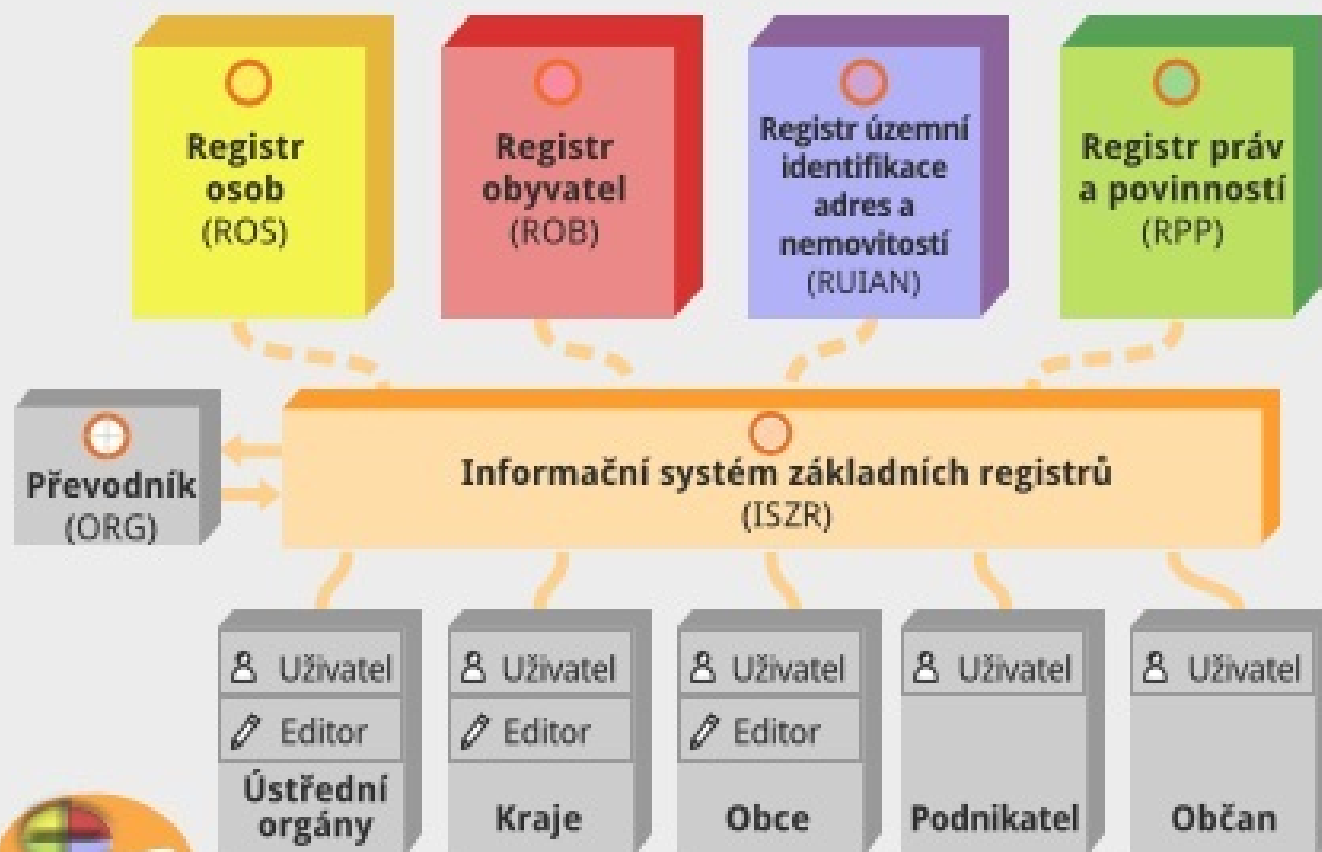 Registr
osob
(ROS)
Registr
obyvatel
(ROB)
Registr územní
identifikace
adres a
nemovitostí
(RUIAN)
Registr práv
a povinností
(RPP)
Převodník
(ORG)
Informační systém základních registrů
(ISZR)
Uživatel
Editor
Ústřední
orgány
Uživatel
Editor
Kraje
Uživatel
Editor
Obce
Uživatel
Podnikatel
Uživatel
Občan